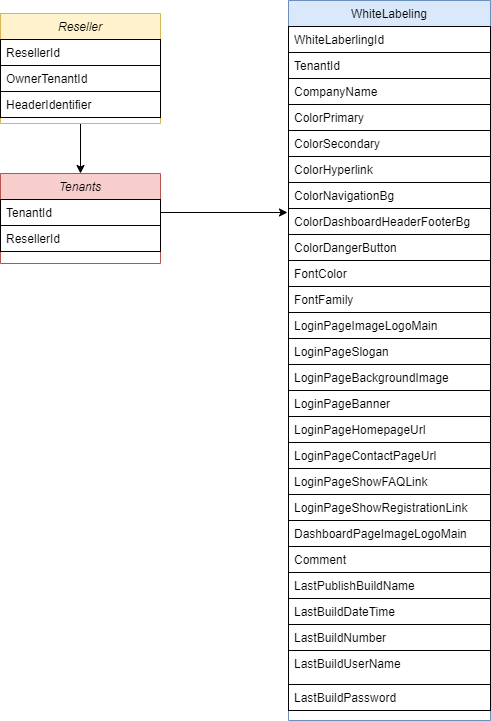 Reseller
ResellerId
OwnerTenantId
HeaderIdentifier
Tenants
TenantId
ResellerId
WhiteLabeling
WhiteLaberlingId
TenantId
CompanyName
ColorPrimary
ColorSecondary
ColorHyperlink
ColorNavigationBg
ColorDashboardHeaderFooterBg
ColorDangerButton
FontColor
FontFamily
LoginPageImageLogoMain
LoginPageSlogan
LoginPageBackgroundImage
LoginPageBanner
LoginPageHomepageUrl
LoginPageContactPageUrl
LoginPageShowFAQLink
LoginPageShowRegistrationLink
DashboardPageImageLogoMain
Comment
LastPublishBuildName
LastBuildDateTime
LastBuildNumber
LastBuildUserName
LastBuildPassword